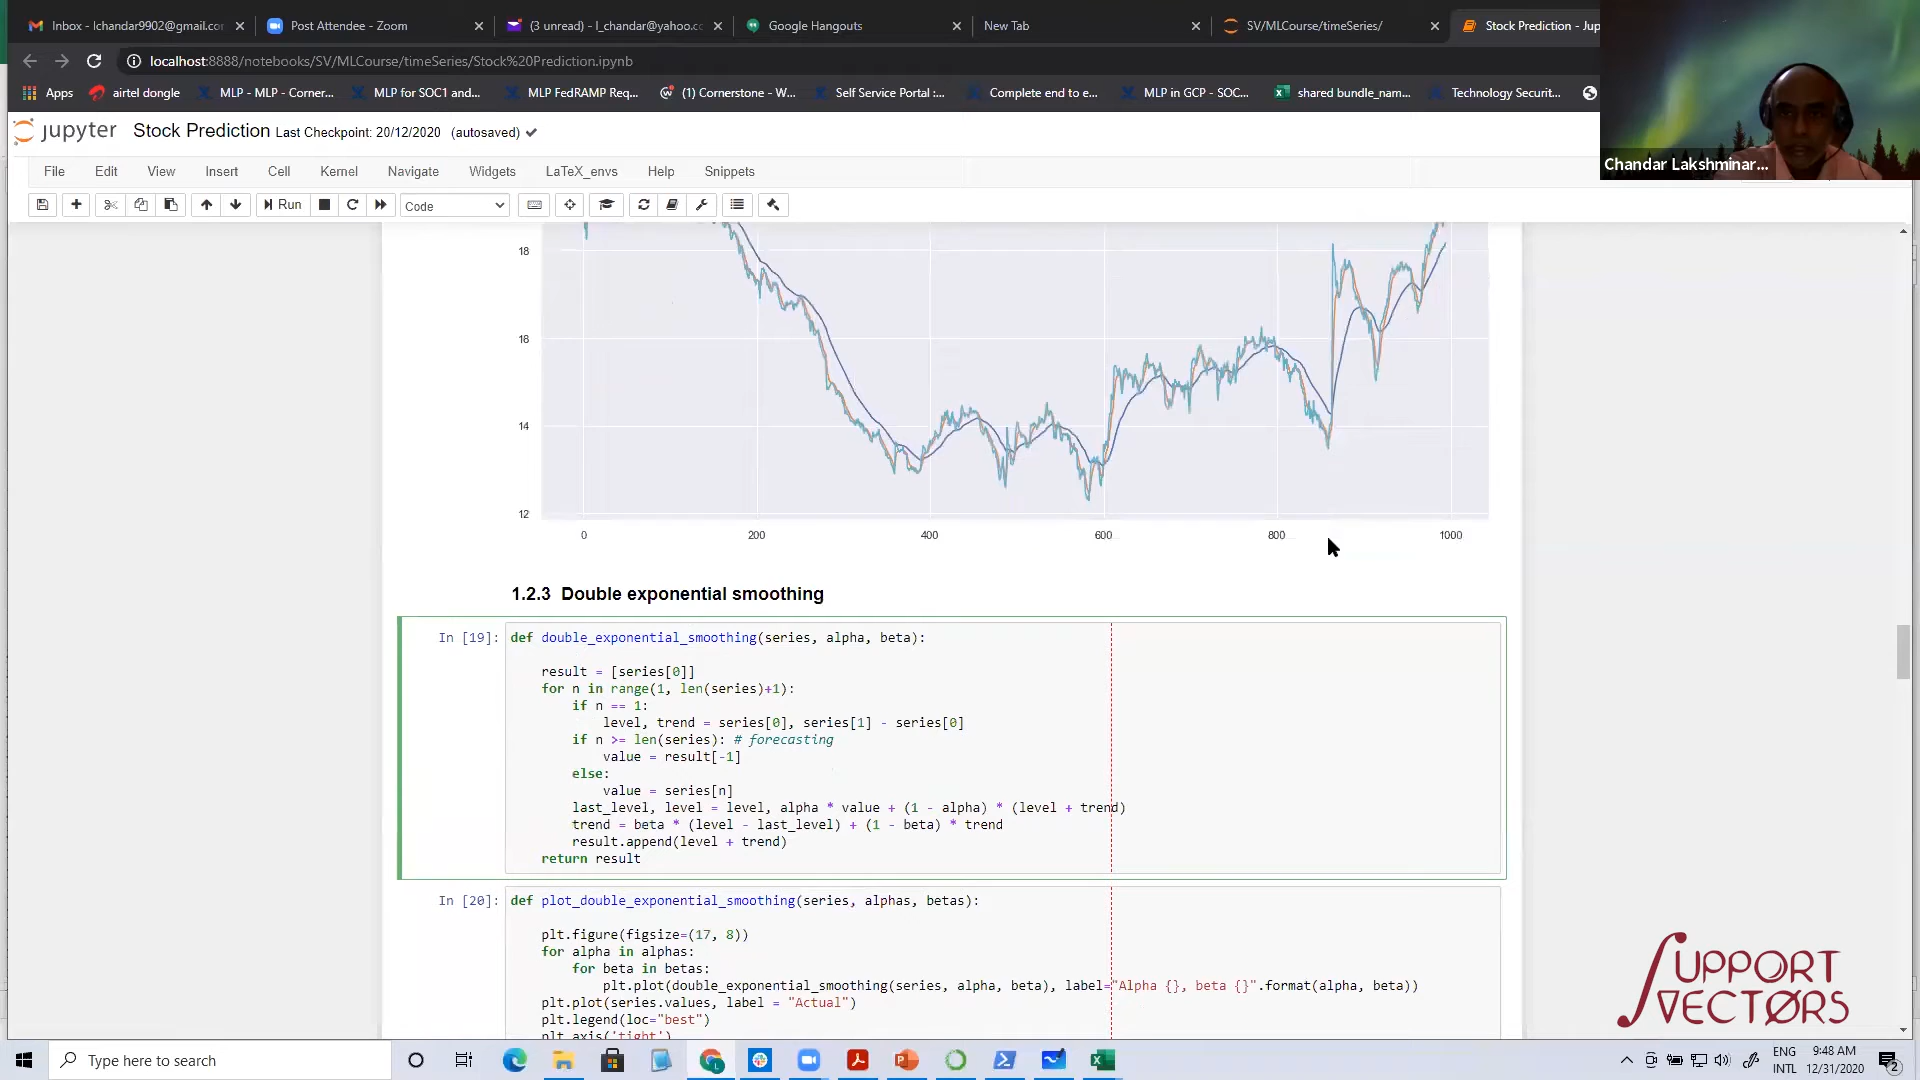 Inbox - lchandar9902@gmail.co
Post Attendee - Zoom
(3 unread) - l_chandar@yahoo.cc
Google Hangouts
New Tab
SV/MLCourse/timeSeries/
Stock Prediction - Jup
localhost:8888/notebooks/SV/MLCourse/timeSeries/Stock%20Prediction.ipynb
Apps
airtel dongle
MLP - MLP - Corner...
MLP for SOC1 and...
MLP FedRAMP Req...
(1) Cornerstone - W...
Self Service Portal :...
Complete end to e...
MLP in GCP - SOC...
shared bundle_nam...
Technology Securit...
Chandar Lakshminar...
jupyter Stock Prediction Last Checkpoint: 20/12/2020 (autosaved)
File Edit View Insert Cell Kernel Navigate Widgets LaTeX_envs Help Snippets
Run
Code
18
16
14
12
0 200 400 600 800 1000
1.2.3 Double exponential smoothing
In [19]: def double_exponential_smoothing(series, alpha, beta):
result = [series[0]]
for n in range(1, len(series)+1):
if n == 1:
level, trend = series[0], series[1] - series[0]
if n >= len(series): # forecasting
value = result[-1]
else:
value = series[n]
last_level, level = level, alpha * value + (1 - alpha) * (level + trend)
trend = beta * (level - last_level) + (1 - beta) * trend
result.append(level + trend)
return result
In [20]: def plot_double_exponential_smoothing(series, alphas, betas):
plt.figure(figsize=(17, 8))
for alpha in alphas:
for beta in betas:
plt.plot(double_exponential_smoothing(series, alpha, beta), label="Alpha {}, beta {}".format(alpha, beta))
plt.plot(series.values, label = "Actual")
plt.legend(loc="best")
plt.axis('tight')
SUPPORT
VECTORS
Type here to search
ENG
INTL
9:48 AM
12/31/2020
2